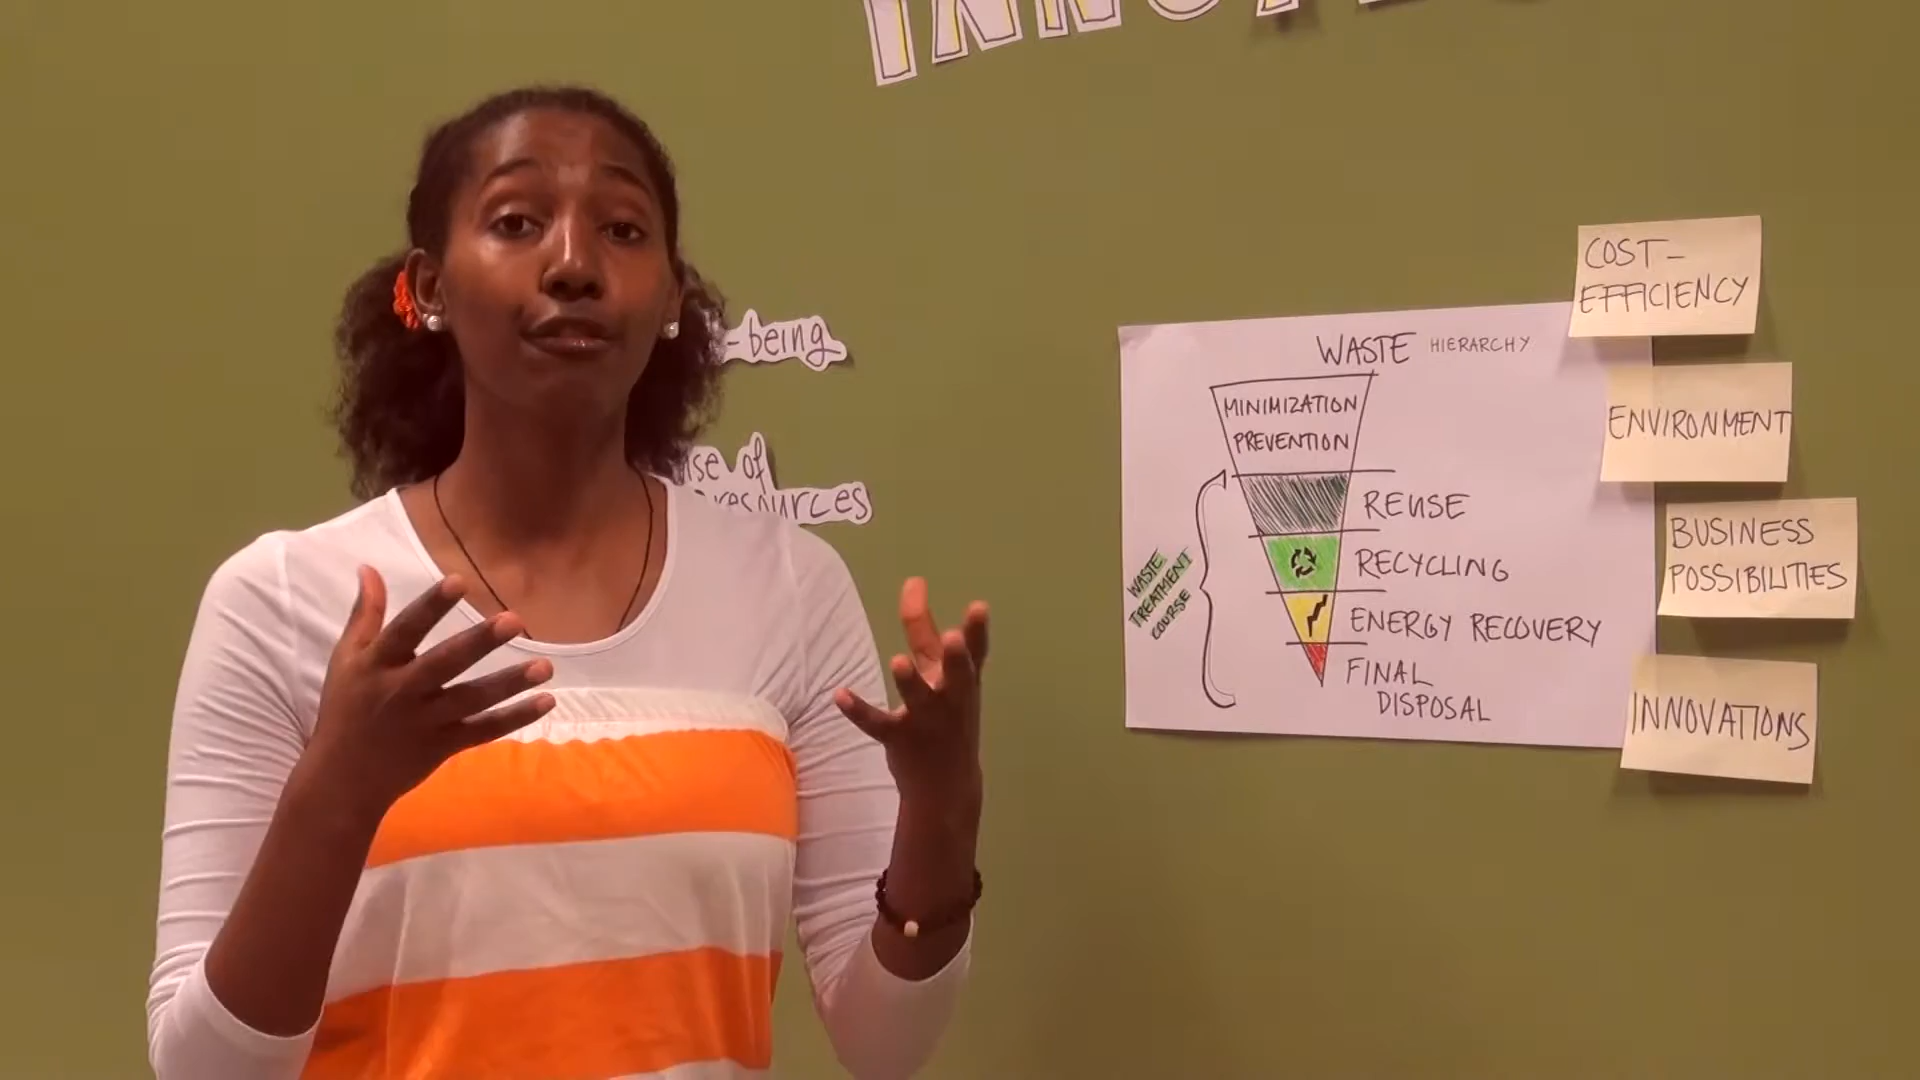 -being
use of
resources
WASTE HIERARCHY
MINIMIZATION
PREVENTION
REUSE
RECYCLING
ENERGY RECOVERY
FINAL
DISPOSAL
WASTE
TREATMENT
COURSE
COST-
EFFICIENCY
ENVIRONMENT
BUSINESS
POSSIBILITIES
INNOVATIONS